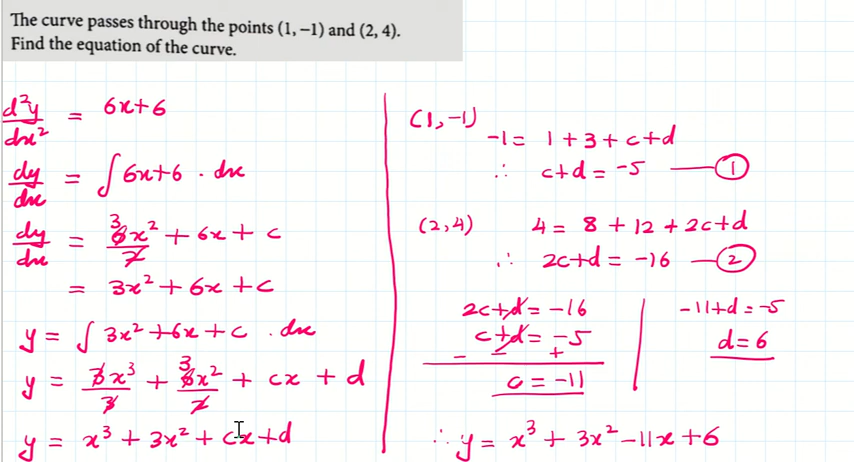 The curve passes through the points (1, −1) and (2, 4).
Find the equation of the curve.
d²y/dx² = 6x+6
dy/dx = ∫ 6x+6 . dx
dy/dx = 6x²/2 + 6x + c
3
= 3x² + 6x + c
y = ∫ 3x² + 6x + c . dx
y = 3x³/3 + 6x²/2 + cx + d
3
y = x³ + 3x² + cx + d
(1, -1)
-1 = 1 + 3 + c + d
∴ c+d = -5 — ①
(2, 4) 4 = 8 + 12 + 2c+d
∴ 2c+d = -16 — ②
2c+d = -16
c+d = -5
− − +
c = -11
-11+d = -5
d = 6
∴ y = x³ + 3x² - 11x + 6